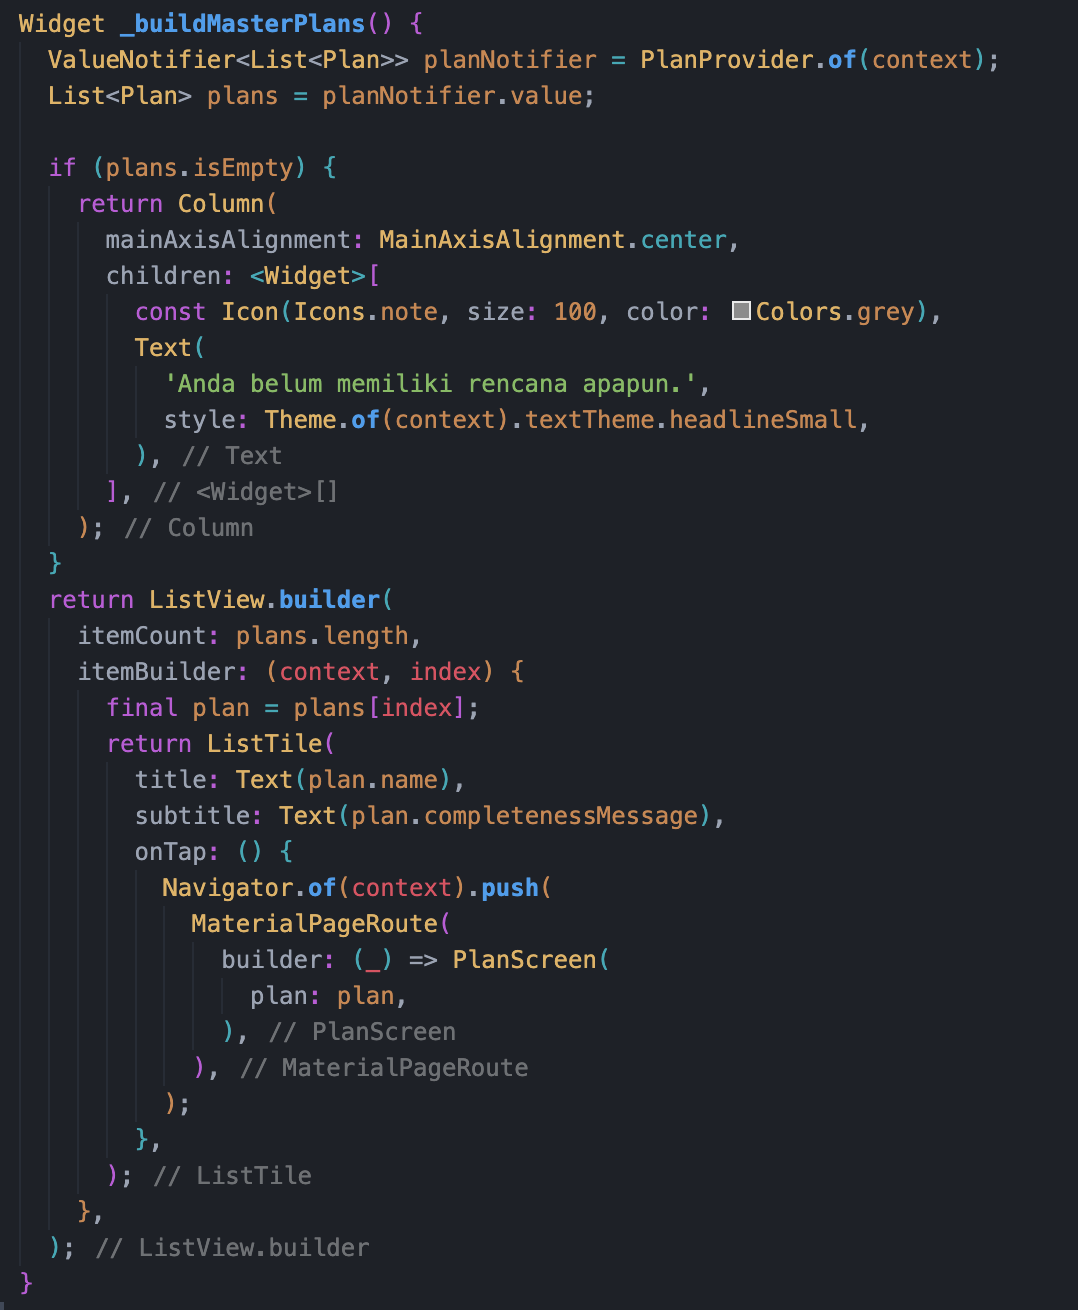 Widget _buildMasterPlans() {
  ValueNotifier<List<Plan>> planNotifier = PlanProvider.of(context);
  List<Plan> plans = planNotifier.value;

  if (plans.isEmpty) {
    return Column(
      mainAxisAlignment: MainAxisAlignment.center,
      children: <Widget>[
        const Icon(Icons.note, size: 100, color: Colors.grey),
        Text(
          'Anda belum memiliki rencana apapun.',
          style: Theme.of(context).textTheme.headlineSmall,
        ), // Text
      ], // <Widget>[]
    ); // Column
  }
  return ListView.builder(
    itemCount: plans.length,
    itemBuilder: (context, index) {
      final plan = plans[index];
      return ListTile(
        title: Text(plan.name),
        subtitle: Text(plan.completenessMessage),
        onTap: () {
          Navigator.of(context).push(
            MaterialPageRoute(
              builder: (_) => PlanScreen(
                plan: plan,
              ), // PlanScreen
            ), // MaterialPageRoute
          );
        },
      ); // ListTile
    },
  ); // ListView.builder
}